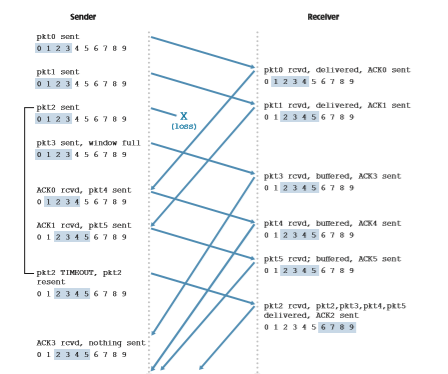 Sender
Receiver
pkt0 sent
0 1 2 3 4 5 6 7 8 9
pkt0 rcvd, delivered, ACK0 sent
0 1 2 3 4 5 6 7 8 9
pkt1 sent
0 1 2 3 4 5 6 7 8 9
pkt1 rcvd, delivered, ACK1 sent
0 1 2 3 4 5 6 7 8 9
pkt2 sent
0 1 2 3 4 5 6 7 8 9
X
(loss)
pkt3 sent, window full
0 1 2 3 4 5 6 7 8 9
pkt3 rcvd, buffered, ACK3 sent
0 1 2 3 4 5 6 7 8 9
ACK0 rcvd, pkt4 sent
0 1 2 3 4 5 6 7 8 9
pkt4 rcvd, buffered, ACK4 sent
0 1 2 3 4 5 6 7 8 9
ACK1 rcvd, pkt5 sent
0 1 2 3 4 5 6 7 8 9
pkt5 rcvd, buffered, ACK5 sent
0 1 2 3 4 5 6 7 8 9
pkt2 TIMEOUT, pkt2
resent
0 1 2 3 4 5 6 7 8 9
pkt2 rcvd, pkt2,pkt3,pkt4,pkt5
delivered, ACK2 sent
0 1 2 3 4 5 6 7 8 9
ACK3 rcvd, nothing sent
0 1 2 3 4 5 6 7 8 9